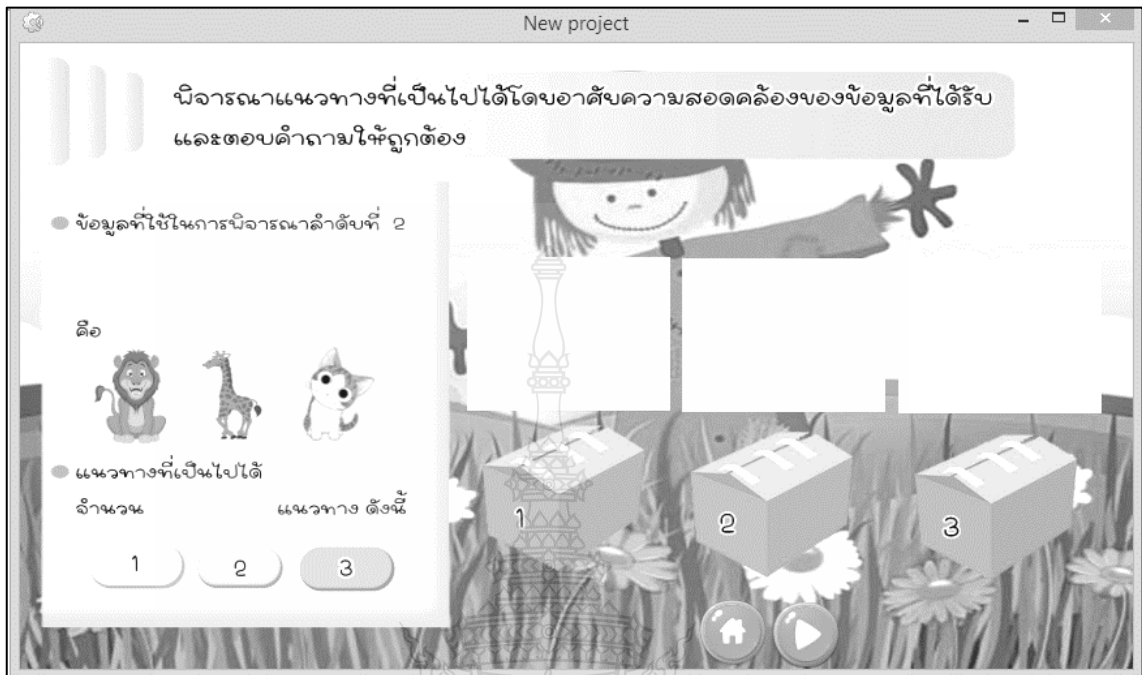 New project
พิจารณาแนวทางที่เป็นไปได้โดยอาศัยความสอดคล้องของข้อมูลที่ได้รับ
และตอบคำถามให้ถูกต้อง
ข้อมูลที่ใช้ในการพิจารณาลำดับที่ 2
คือ
แนวทางที่เป็นไปได้
จำนวน แนวทาง ดังนี้
1 2 3
1 2 3